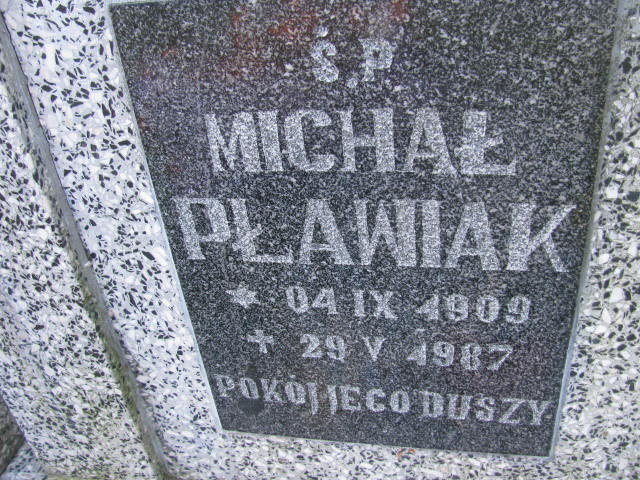 Ś.P
MICHAŁ
PŁAWIAK
* 04 IX 1909
+ 29 V 1987
POKÓJ JEGO DUSZY